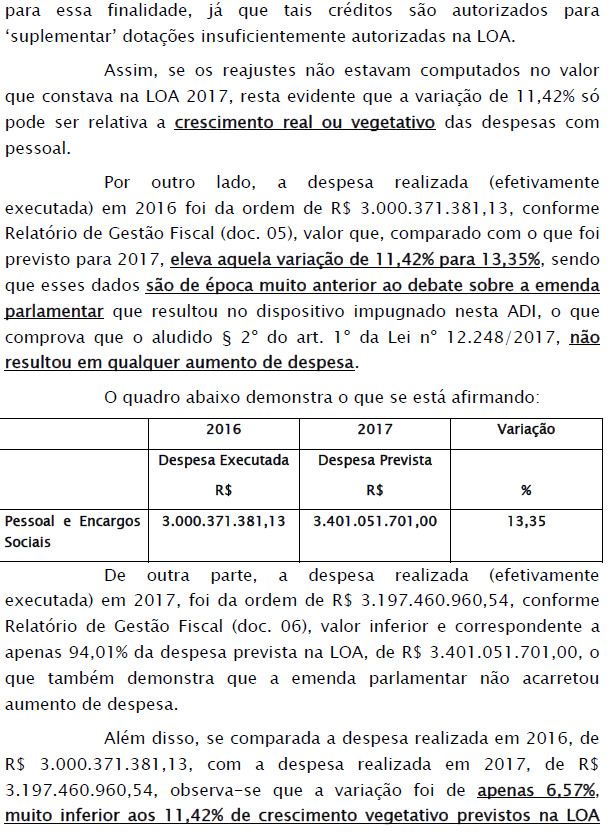 para essa finalidade, já que tais créditos são autorizados para
‘suplementar’ dotações insuficientemente autorizadas na LOA.
Assim, se os reajustes não estavam computados no valor
que constava na LOA 2017, resta evidente que a variação de 11,42% só
pode ser relativa a crescimento real ou vegetativo das despesas com
pessoal.
Por outro lado, a despesa realizada (efetivamente
executada) em 2016 foi da ordem de R$ 3.000.371.381,13, conforme
Relatório de Gestão Fiscal (doc. 05), valor que, comparado com o que foi
previsto para 2017, eleva aquela variação de 11,42% para 13,35%, sendo
que esses dados são de época muito anterior ao debate sobre a emenda
parlamentar que resultou no dispositivo impugnado nesta ADI, o que
comprova que o aludido § 2° do art. 1° da Lei n° 12.248/2017, não
resultou em qualquer aumento de despesa.
O quadro abaixo demonstra o que se está afirmando:
2016 2017 Variação
Despesa Executada Despesa Prevista
R$ R$ %
Pessoal e Encargos 3.000.371.381,13 3.401.051.701,00 13,35
Sociais
De outra parte, a despesa realizada (efetivamente
executada) em 2017, foi da ordem de R$ 3.197.460.960,54, conforme
Relatório de Gestão Fiscal (doc. 06), valor inferior e correspondente a
apenas 94,01% da despesa prevista na LOA, de R$ 3.401.051.701,00, o
que também demonstra que a emenda parlamentar não acarretou
aumento de despesa.
Além disso, se comparada a despesa realizada em 2016, de
R$ 3.000.371.381,13, com a despesa realizada em 2017, de R$
3.197.460.960,54, observa-se que a variação foi de apenas 6,57%,
muito inferior aos 11,42% de crescimento vegetativo previstos na LOA